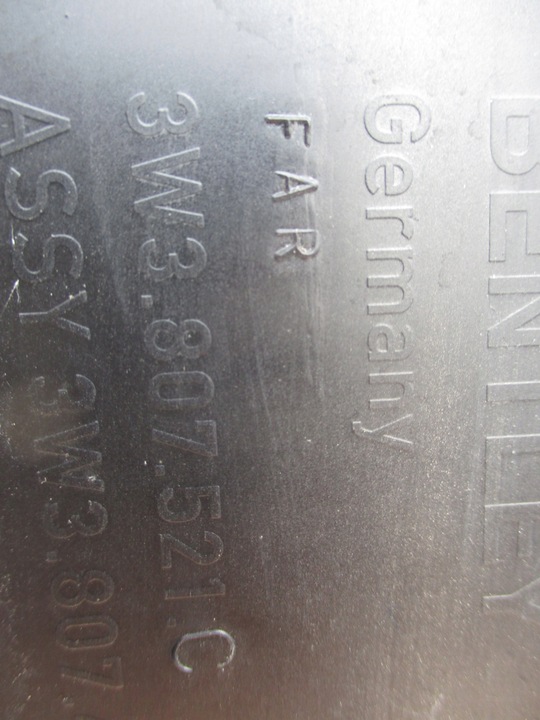 BENTLEY
Germany
FAR
3W3.807.521.C
ASSY 3W3.807.